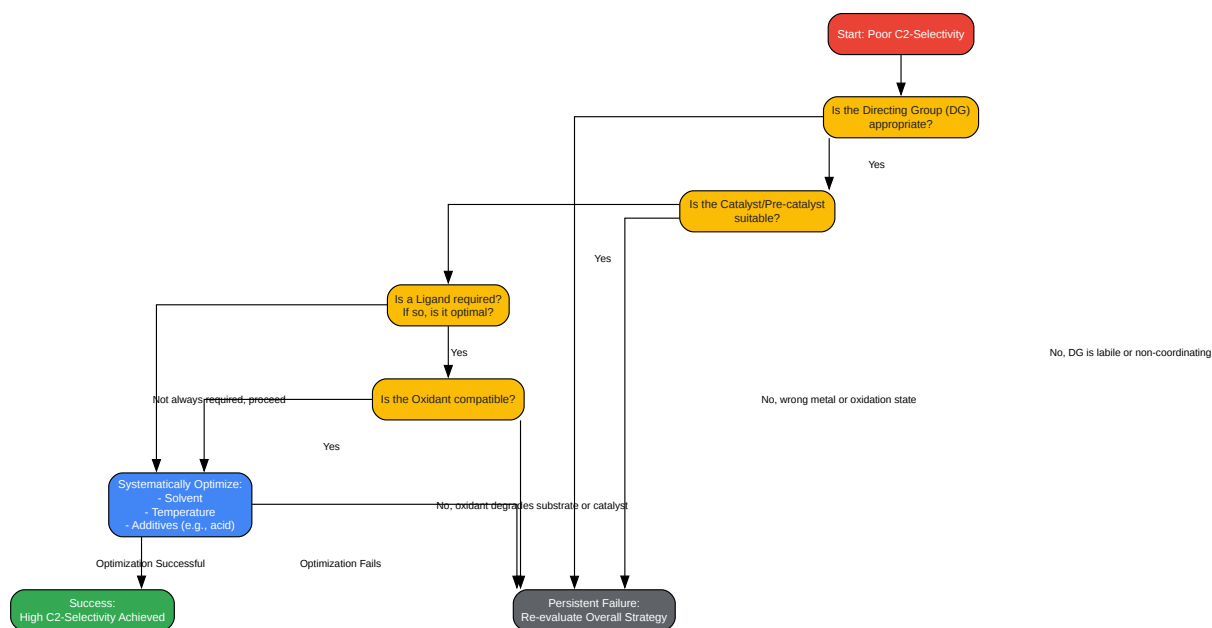 Start: Poor C2-Selectivity
Is the Directing Group (DG)
appropriate?
Yes
Is the Catalyst/Pre-catalyst
suitable?
Yes
Is a Ligand required?
If so, is it optimal?
Yes
No, DG is labile or non-coordinating
Not always required, proceed
Is the Oxidant compatible?
No, wrong metal or oxidation state
Yes
Systematically Optimize:
- Solvent
- Temperature
- Additives (e.g., acid)
No, oxidant degrades substrate or catalyst
Optimization Successful
Optimization Fails
Success:
High C2-Selectivity Achieved
Persistent Failure:
Re-evaluate Overall Strategy